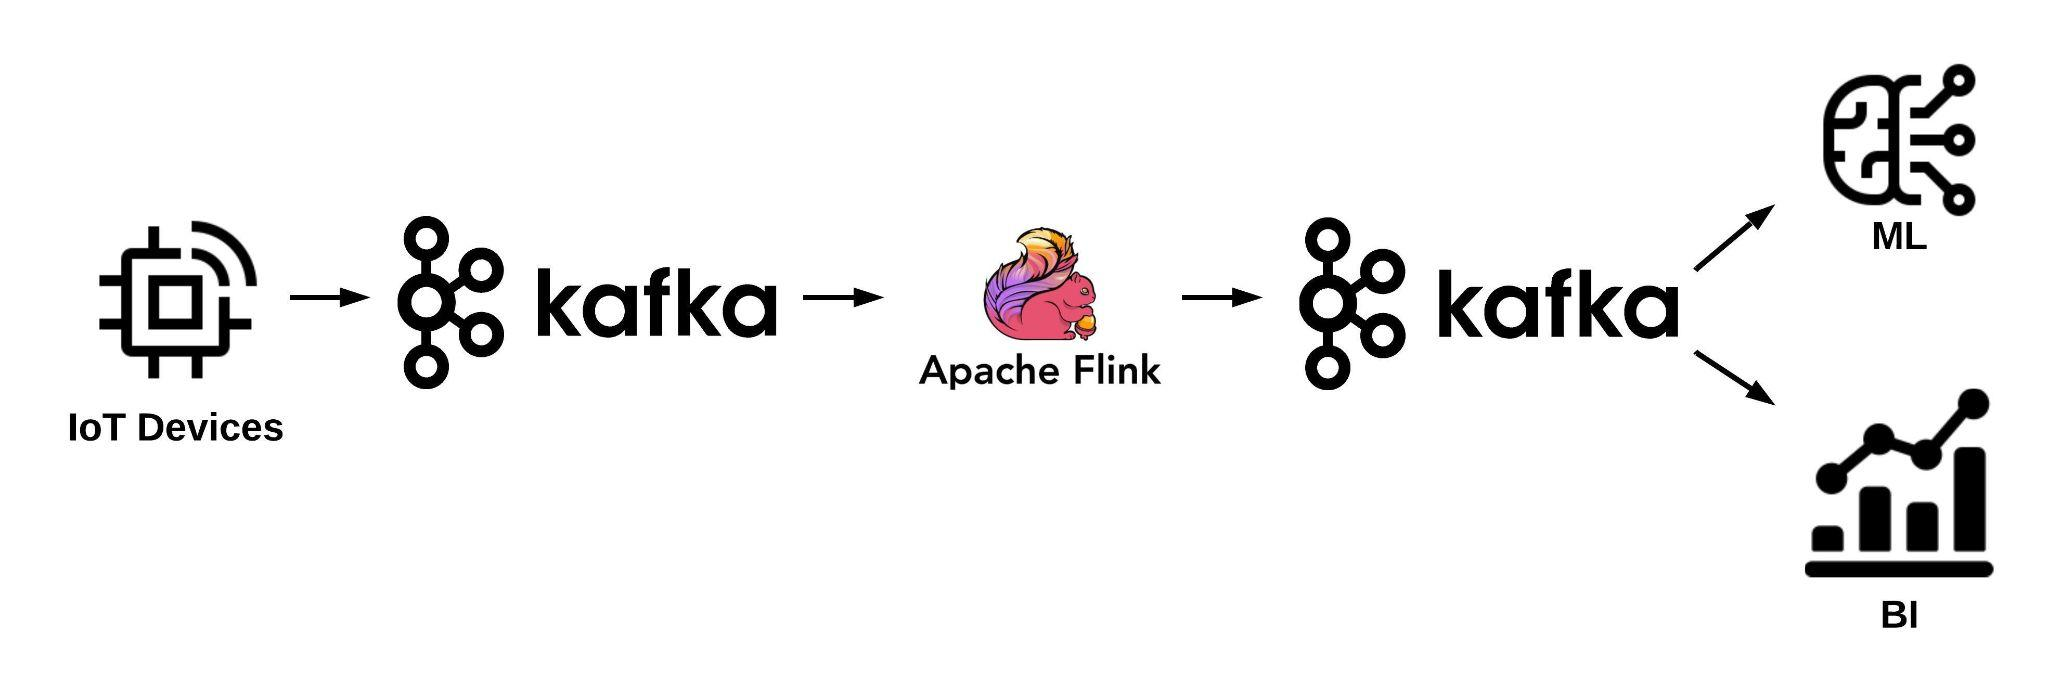 IoT Devices
kafka
Apache Flink
kafka
ML
BI